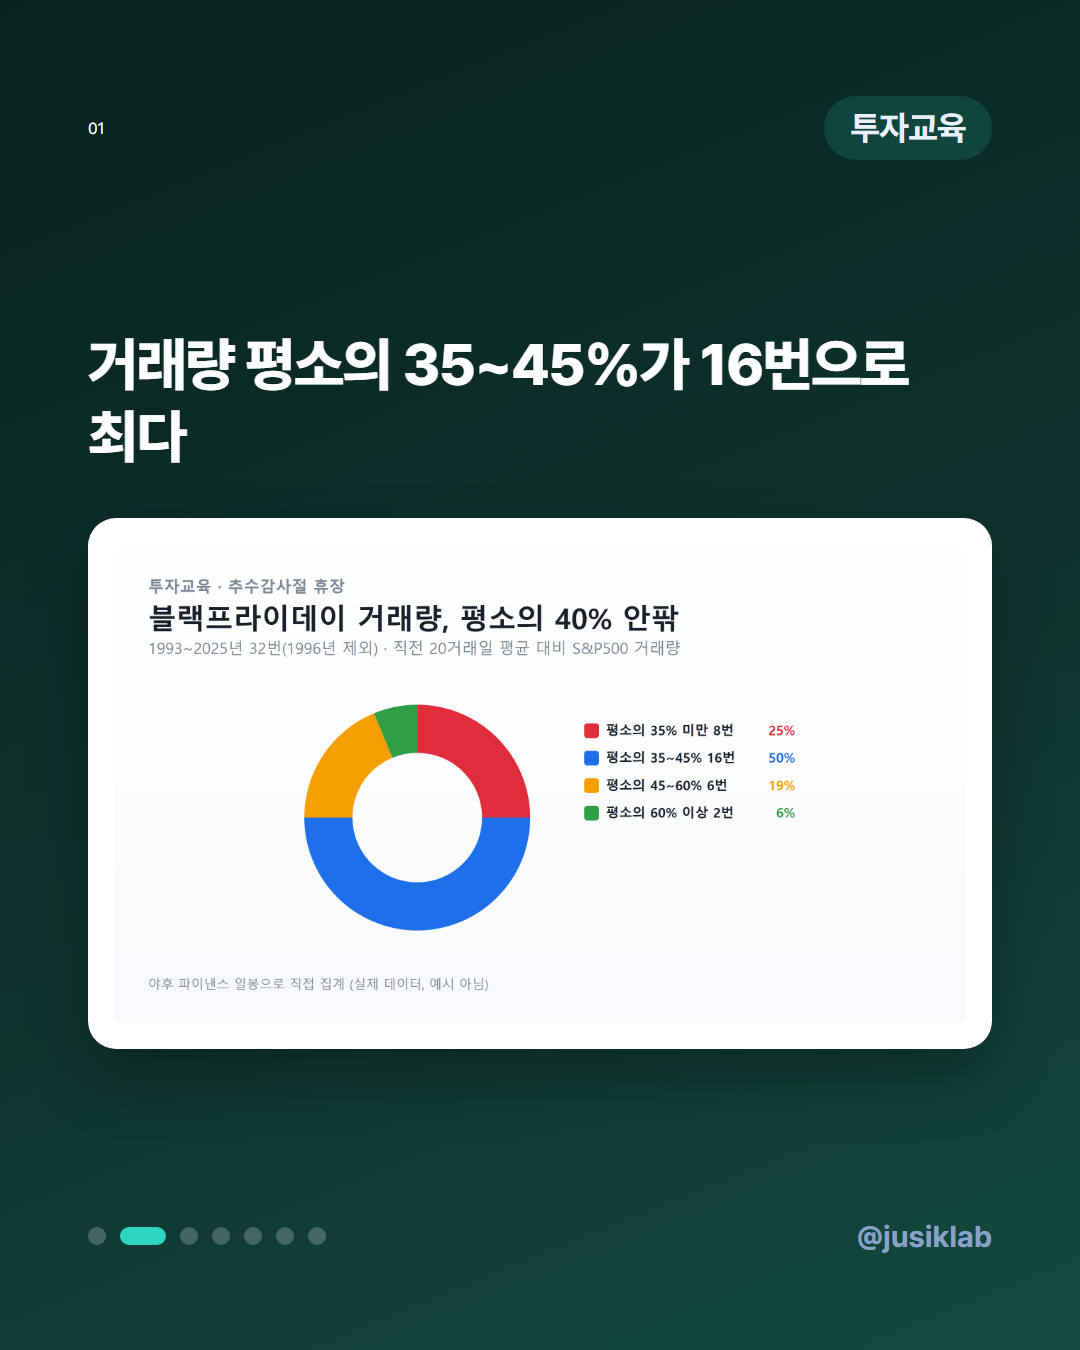 01
투자교육
거래량 평소의 35~45%가 16번으로
최다
투자교육 · 추수감사절 휴장
블랙프라이데이 거래량, 평소의 40% 안팎
1993~2025년 32번(1996년 제외) · 직전 20거래일 평균 대비 S&P500 거래량
평소의 35% 미만 8번 25%
평소의 35~45% 16번 50%
평소의 45~60% 6번 19%
평소의 60% 이상 2번 6%
야후 파이낸스 일봉으로 직접 집계 (실제 데이터, 예시 아님)
@jusiklab